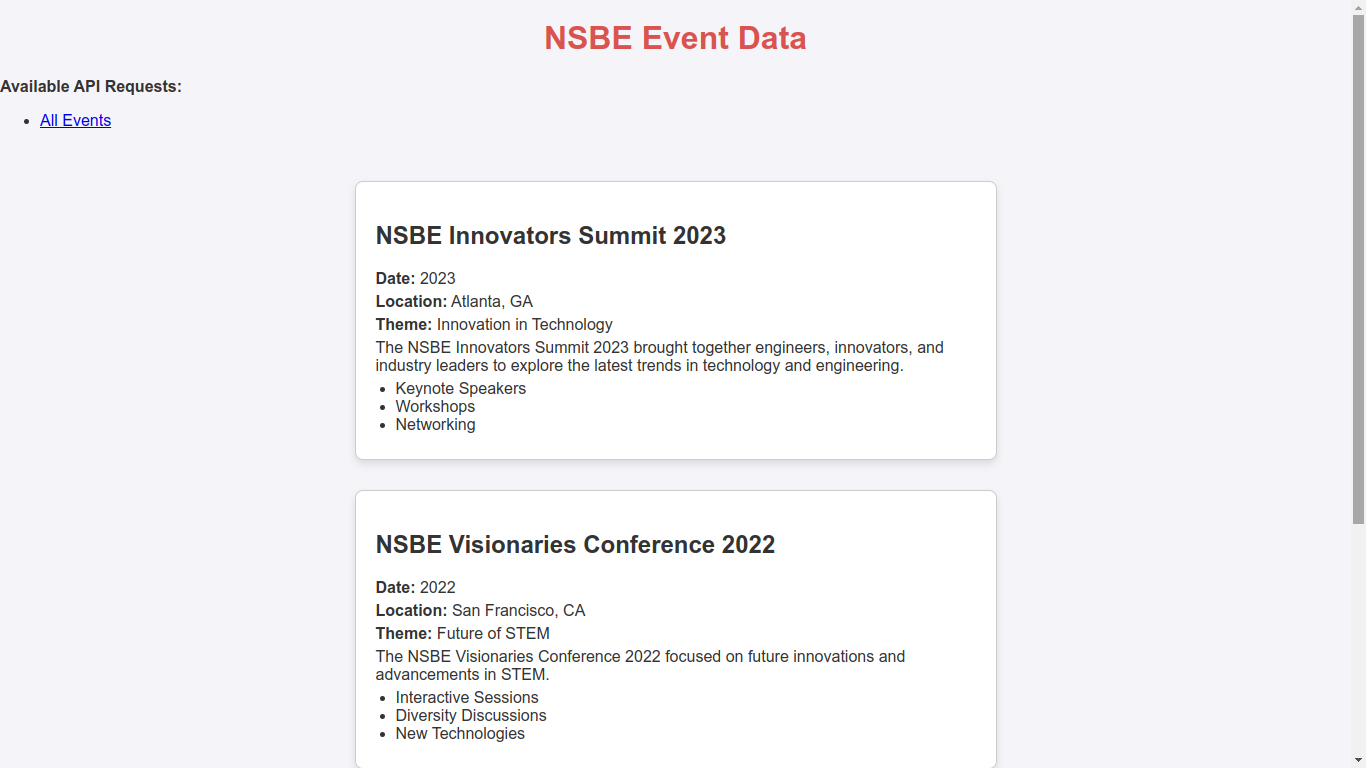 NSBE Event Data
Available API Requests:
All Events
NSBE Innovators Summit 2023
Date: 2023
Location: Atlanta, GA
Theme: Innovation in Technology
The NSBE Innovators Summit 2023 brought together engineers, innovators, and
industry leaders to explore the latest trends in technology and engineering.
Keynote Speakers
Workshops
Networking
NSBE Visionaries Conference 2022
Date: 2022
Location: San Francisco, CA
Theme: Future of STEM
The NSBE Visionaries Conference 2022 focused on future innovations and
advancements in STEM.
Interactive Sessions
Diversity Discussions
New Technologies